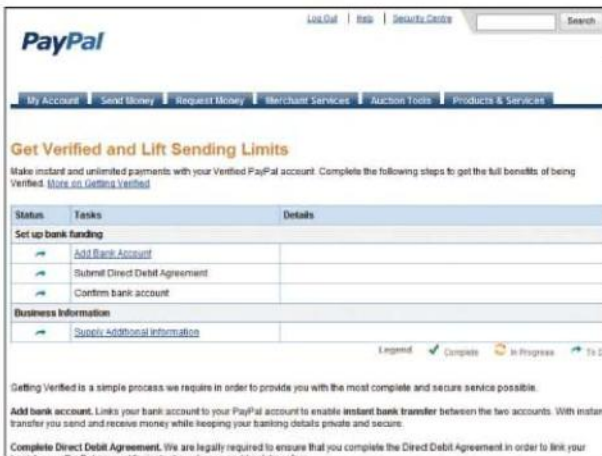 Log Out | Help | Security Centre Search
PayPal
My Account Send Money Request Money Merchant Services Auction Tools Products & Services
Get Verified and Lift Sending Limits
Make instant and unlimited payments with your Verified PayPal account. Complete the following steps to get the full benefits of being
Verified. More on Getting Verified
Status Tasks Details
Set up bank funding
Add Bank Account
Submit Direct Debit Agreement
Confirm bank account
Business Information
Supply Additional Information
Legend Complete In Progress To D
Getting Verified is a simple process we require in order to provide you with the most complete and secure service possible.
Add bank account. Links your bank account to your PayPal account to enable instant bank transfer between the two accounts. With instan
transfer you send and receive money while keeping your banking details private and secure.
Complete Direct Debit Agreement. We are legally required to ensure that you complete the Direct Debit Agreement in order to link your